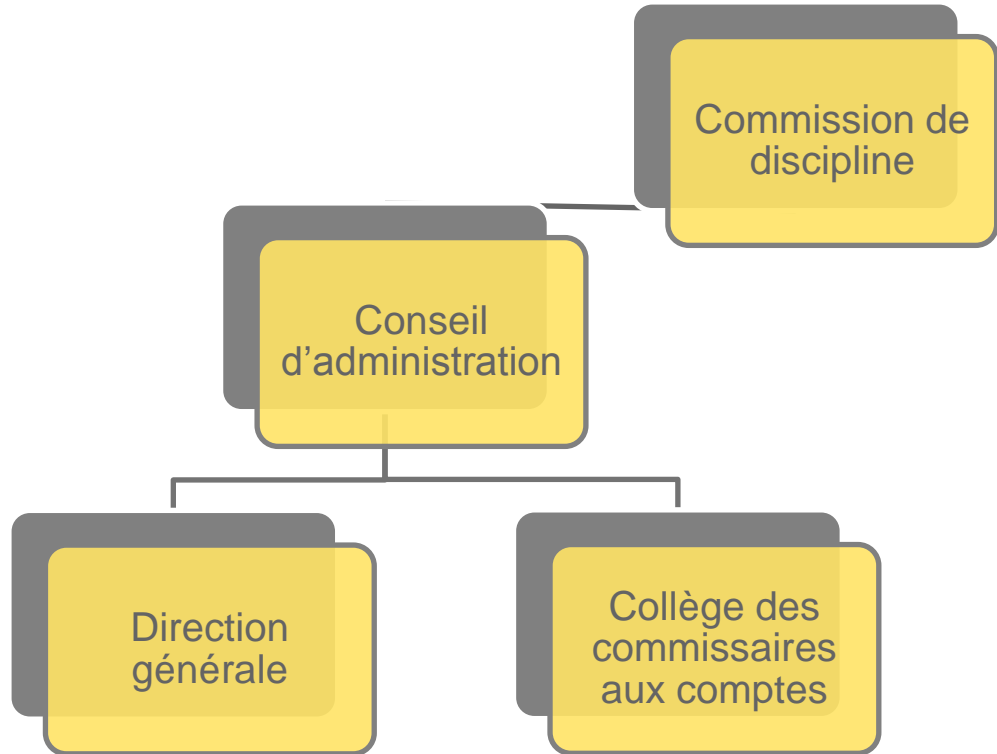 Commission de
discipline
Conseil
d’administration
Direction
générale
Collège des
commissaires
aux comptes